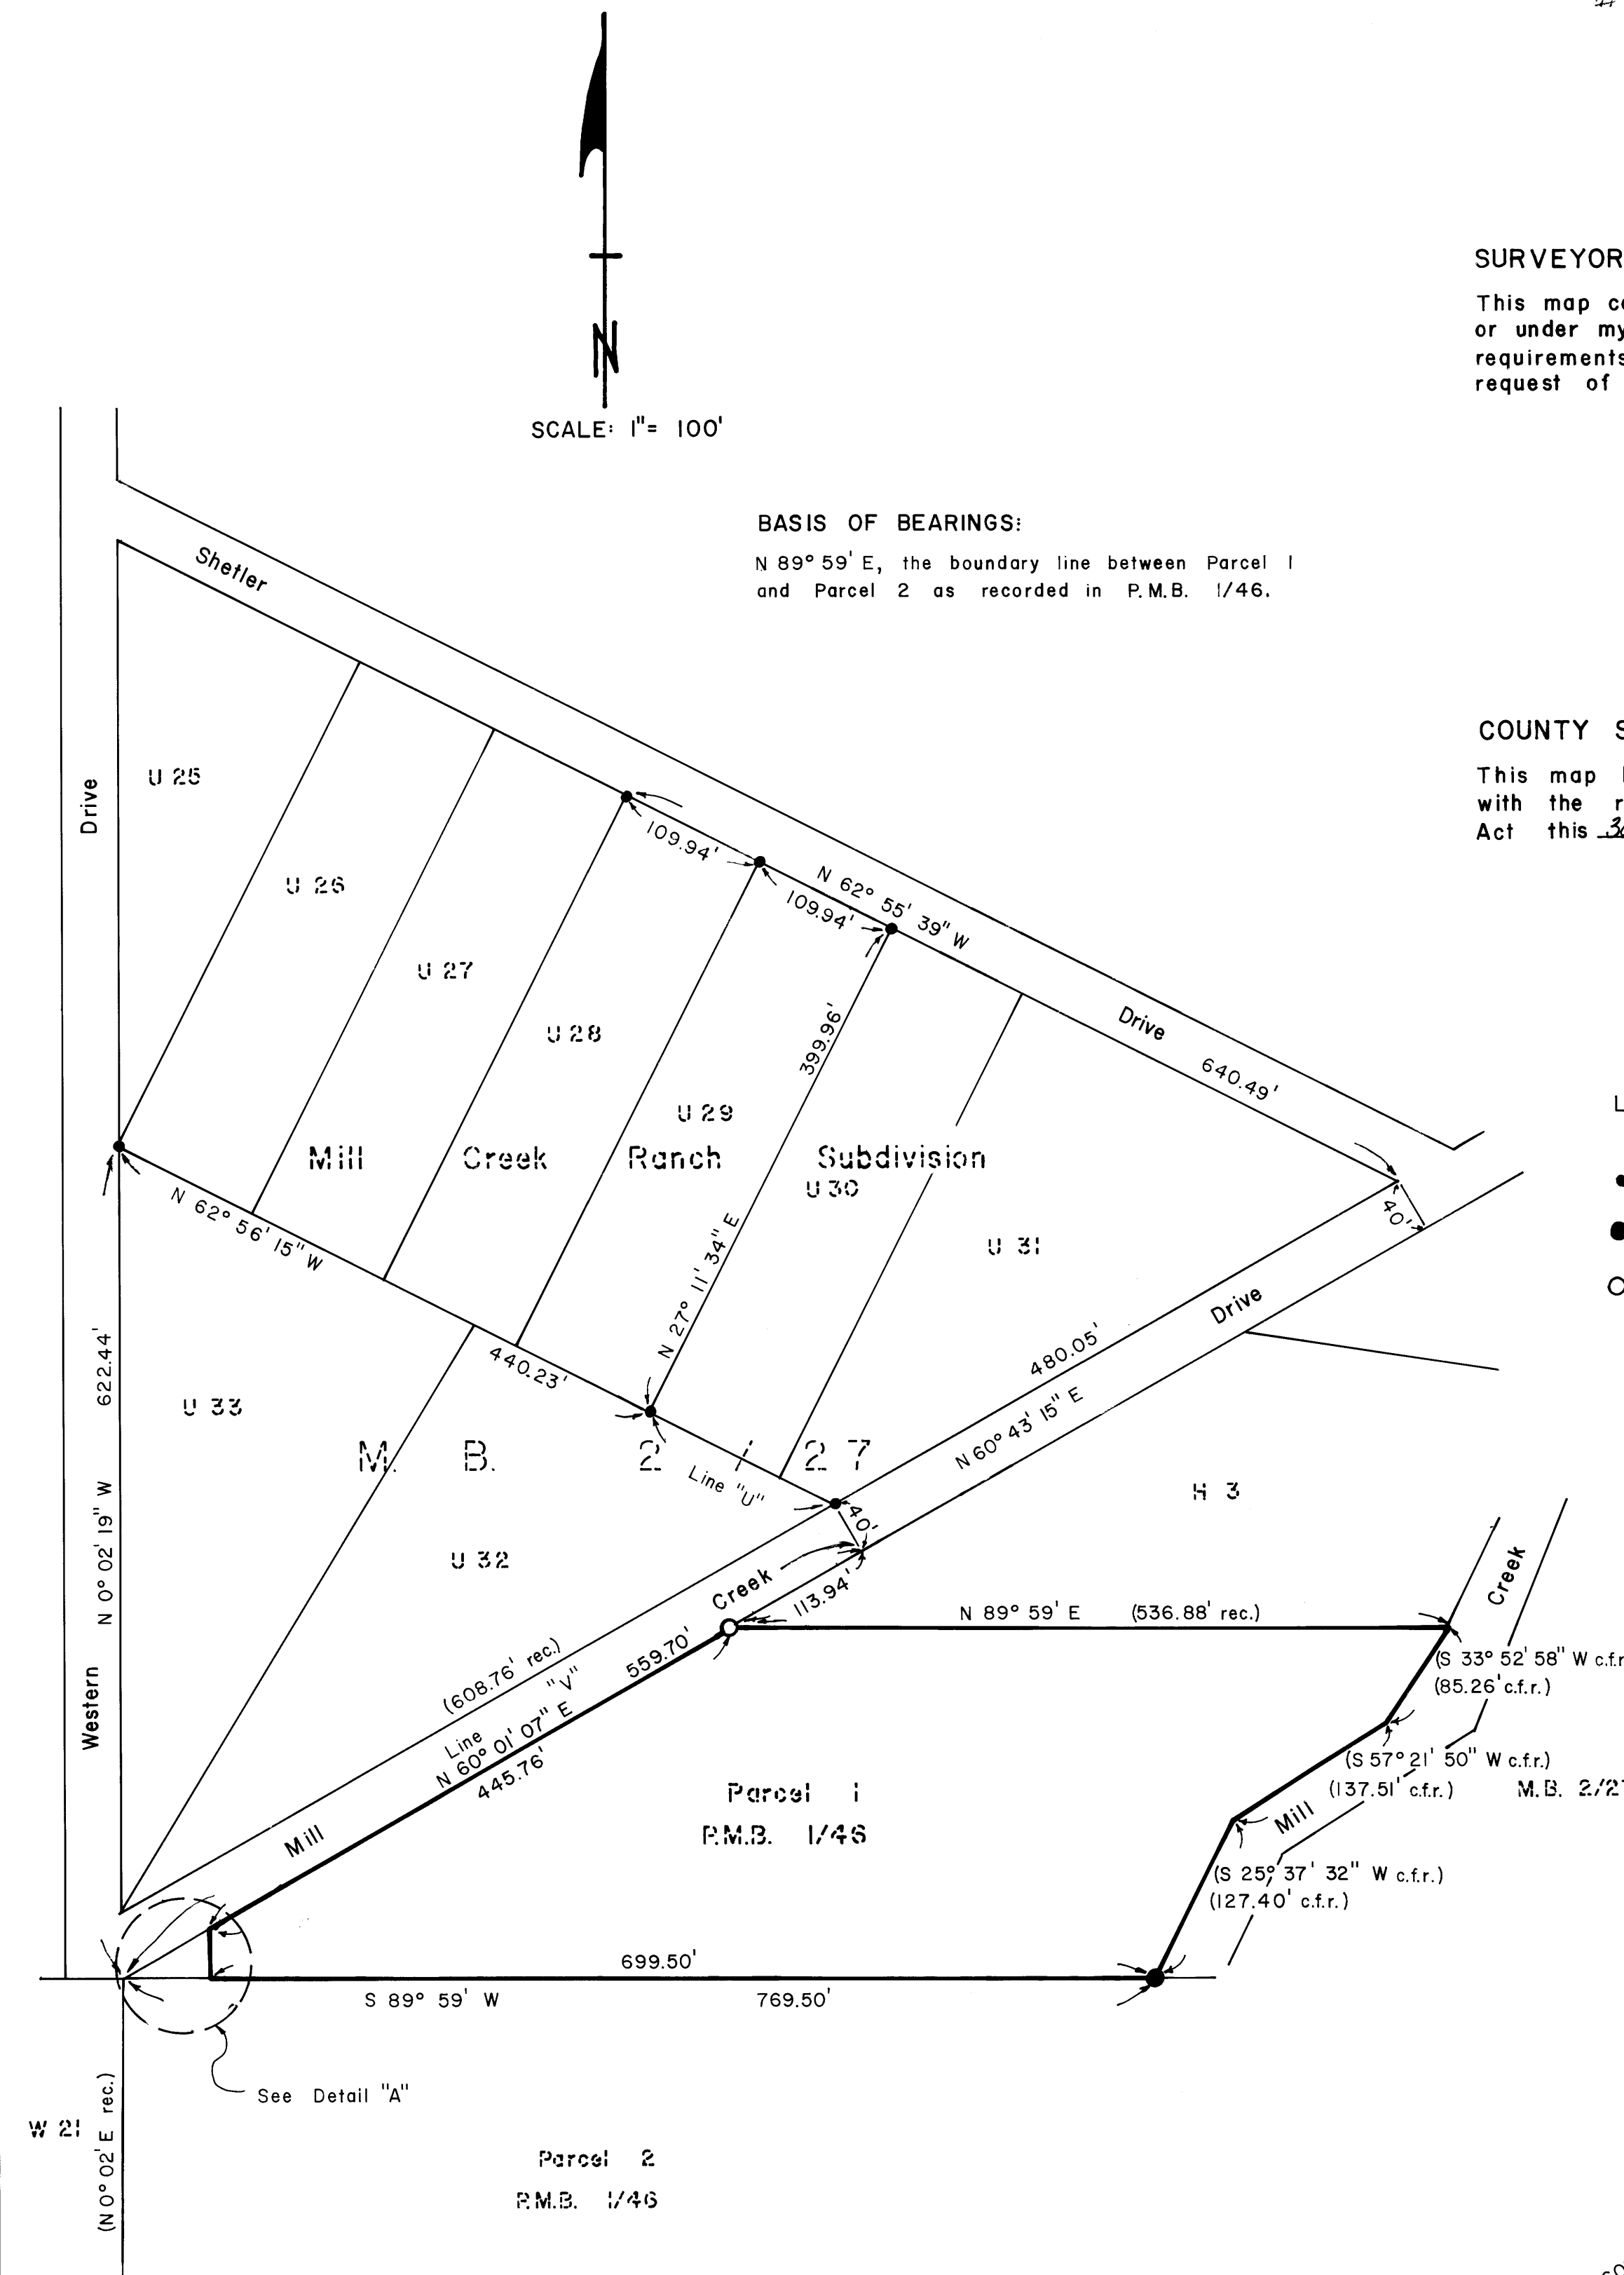 N
SCALE: 1"= 100'
SURVEYOR
This map
or under my
requirements
request of
BASIS OF BEARINGS:
N 89° 59' E, the boundary line between Parcel 1
and Parcel 2 as recorded in P.M.B. 1/46.
COUNTY
This map
with the
Act this
Shetler
Drive
U 25
U 26
U 27
U 28
U 29
U 30
U 31
109.94'
109.94'
N 62° 55' 39" W
Drive
640.49'
399.96'
N 27° 11' 34" E
Mill Creek Ranch Subdivision
N 62° 56' 15" W
440.23'
40'
Drive
480.05'
N 60° 43' 15" E
622.44'
N 0° 02' 19" W
Western
U 33
M. B. 2 / 27
Line "U"
40'
H 3
U 32
Creek
113.94'
N 89° 59' E (536.88' rec.)
Creek
(608.76' rec.)
Line "V"
559.70'
N 60° 01' 07" E
445.76'
(S 33° 52' 58" W c.f.r
(85.26' c.f.r.)
(S 57° 21' 50" W c.f.r.)
(137.51' c.f.r.)
M.B. 2/2
Mill
Parcel 1
P.M.B. 1/46
Mill
(S 25° 37' 32" W c.f.r.)
(127.40' c.f.r.)
699.50'
S 89° 59' W
769.50'
See Detail "A"
W 21
(N 0° 02' E rec.)
Parcel 2
P.M.B. 1/46